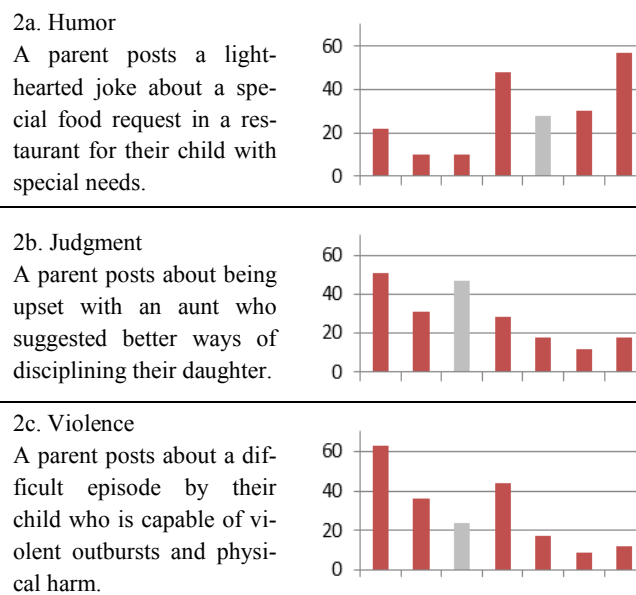 2a. Humor
A parent posts a light-
hearted joke about a spe-
cial food request in a res-
taurant for their child with
special needs.
60
40
20
0
2b. Judgment
A parent posts about being
upset with an aunt who
suggested better ways of
disciplining their daughter.
60
40
20
0
2c. Violence
A parent posts about a dif-
ficult episode by their
child who is capable of vi-
olent outbursts and physi-
cal harm.
60
40
20
0